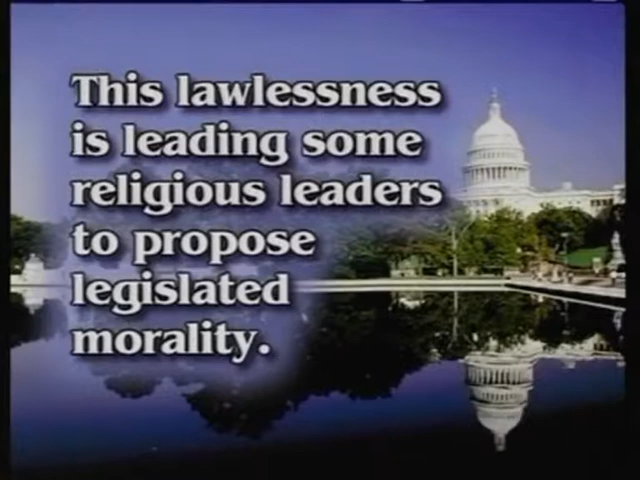 This lawlessness
is leading some
religious leaders
to propose
legislated
morality.